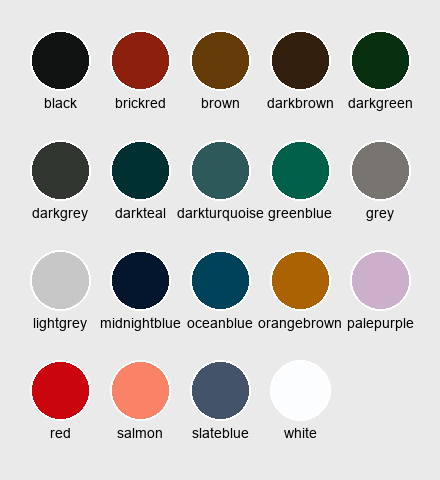 black brickred brown darkbrown darkgreen
darkgrey darkteal darkturquoise greenblue grey
lightgrey midnightblue oceanblue orangebrown palepurple
red salmon slateblue white